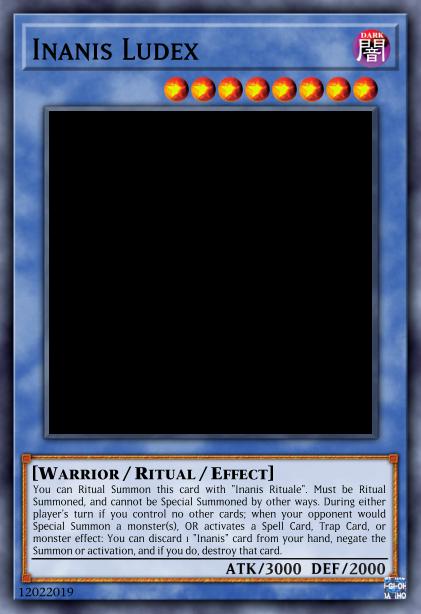 Inanis Ludex
DARK
闇
[Warrior / Ritual / Effect]
You can Ritual Summon this card with "Inanis Rituale". Must be Ritual
Summoned, and cannot be Special Summoned by other ways. During either
player's turn if you control no other cards; when your opponent would
Special Summon a monster(s), OR activates a Spell Card, Trap Card, or
monster effect: You can discard 1 "Inanis" card from your hand, negate the
Summon or activation, and if you do, destroy that card.
ATK/3000 DEF/2000
12022019